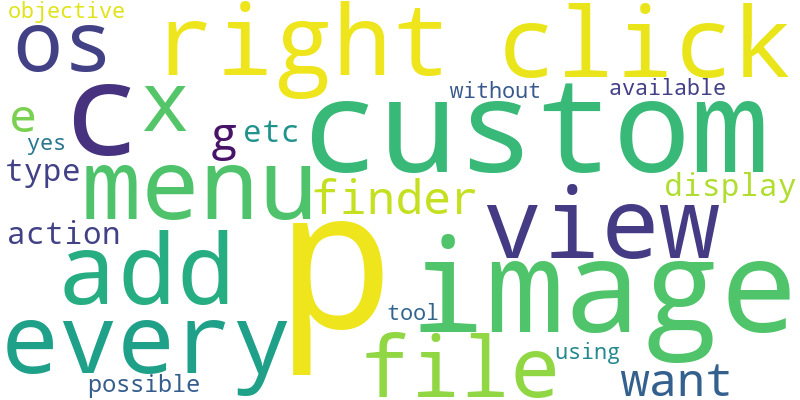 objective
os right click
c x custom
without available
e yes g etc
type menu finder display
action view
add p image
every tool
file using
possible want